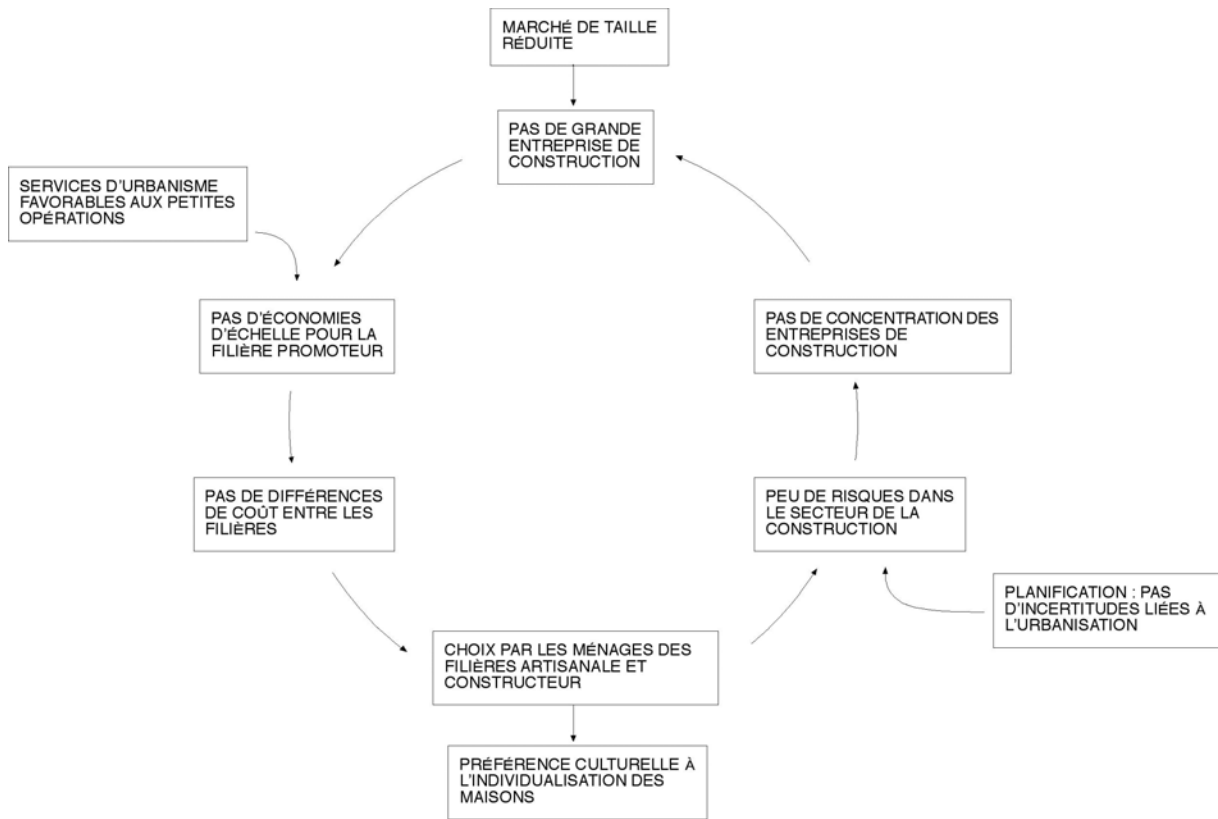 MARCHÉ DE TAILLE
RÉDUITE
PAS DE GRANDE
ENTREPRISE DE
CONSTRUCTION
SERVICES D'URBANISME
FAVORABLES AUX PETITES
OPÉRATIONS
PAS D'ÉCONOMIES
D'ÉCHELLE POUR LA
FILIÈRE PROMOTEUR
PAS DE CONCENTRATION DES
ENTREPRISES DE
CONSTRUCTION
PAS DE DIFFÉRENCES
DE COÛT ENTRE LES
FILIÈRES
PEU DE RISQUES DANS
LE SECTEUR DE LA
CONSTRUCTION
PLANIFICATION : PAS
D'INCERTITUDES LIÉES À
L'URBANISATION
CHOIX PAR LES MÉNAGES DES
FILIÈRES ARTISANALE ET
CONSTRUCTEUR
PRÉFÉRENCE CULTURELLE À
L'INDIVIDUALISATION DES
MAISONS